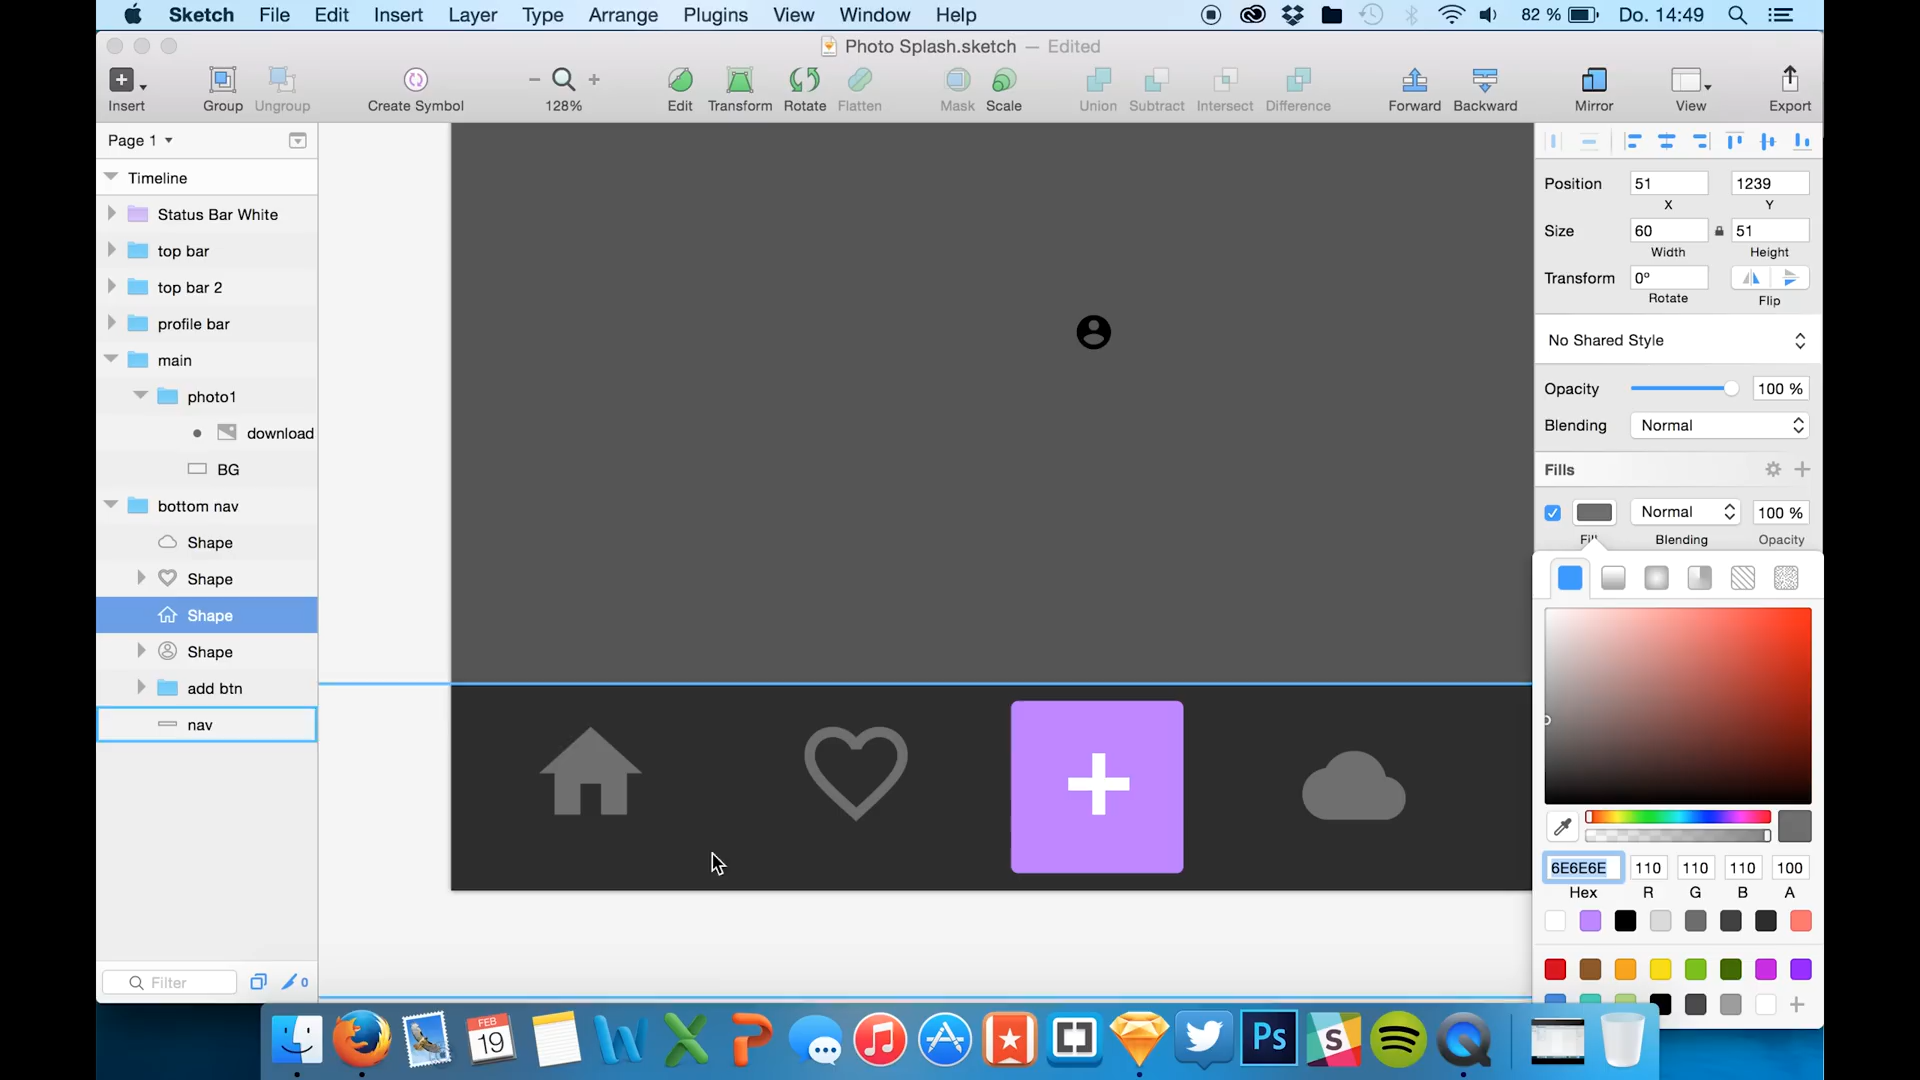 Sketch File Edit Insert Layer Type Arrange Plugins View Window Help 82 % Do. 14:49
Photo Splash.sketch — Edited
Insert Group Ungroup Create Symbol 128% Edit Transform Rotate Flatten Mask Scale Union Subtract Intersect Difference Forward Backward Mirror View Export
Page 1
Timeline
Status Bar White
top bar
top bar 2
profile bar
main
photo1
download
BG
bottom nav
Shape
Shape
Shape
Shape
add btn
nav
Filter 0
Position 51 1239
X Y
Size 60 51
Width Height
Transform 0°
Rotate Flip
No Shared Style
Opacity 100 %
Blending Normal
Fills
Normal 100 %
Fill Blending Opacity
6E6E6E 110 110 110 100
Hex R G B A
FEB
19
W X P Ps S